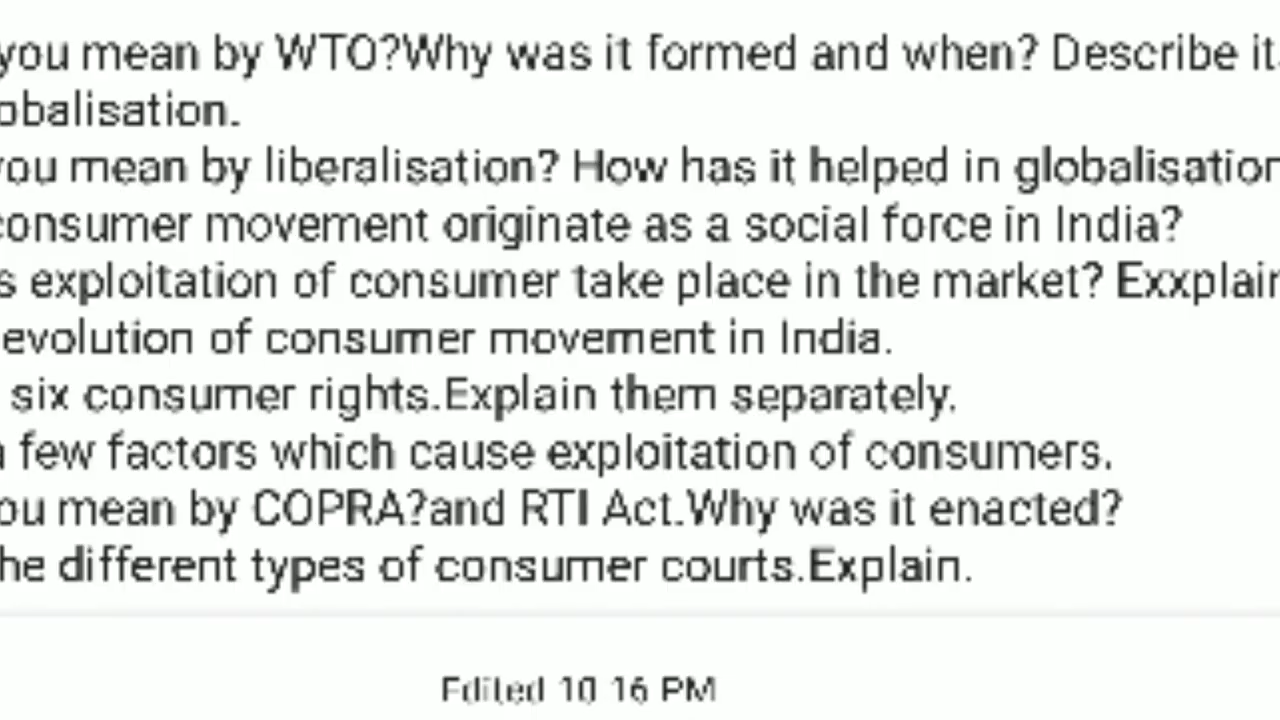 you mean by WTO?Why was it formed and when? Describe it
obalisation.
you mean by liberalisation? How has it helped in globalisation
consumer movement originate as a social force in India?
s exploitation of consumer take place in the market? Exxplain
evolution of consumer movement in India.
six consumer rights.Explain them separately.
a few factors which cause exploitation of consumers.
ou mean by COPRA?and RTI Act.Why was it enacted?
he different types of consumer courts.Explain.
Edited 10 16 PM